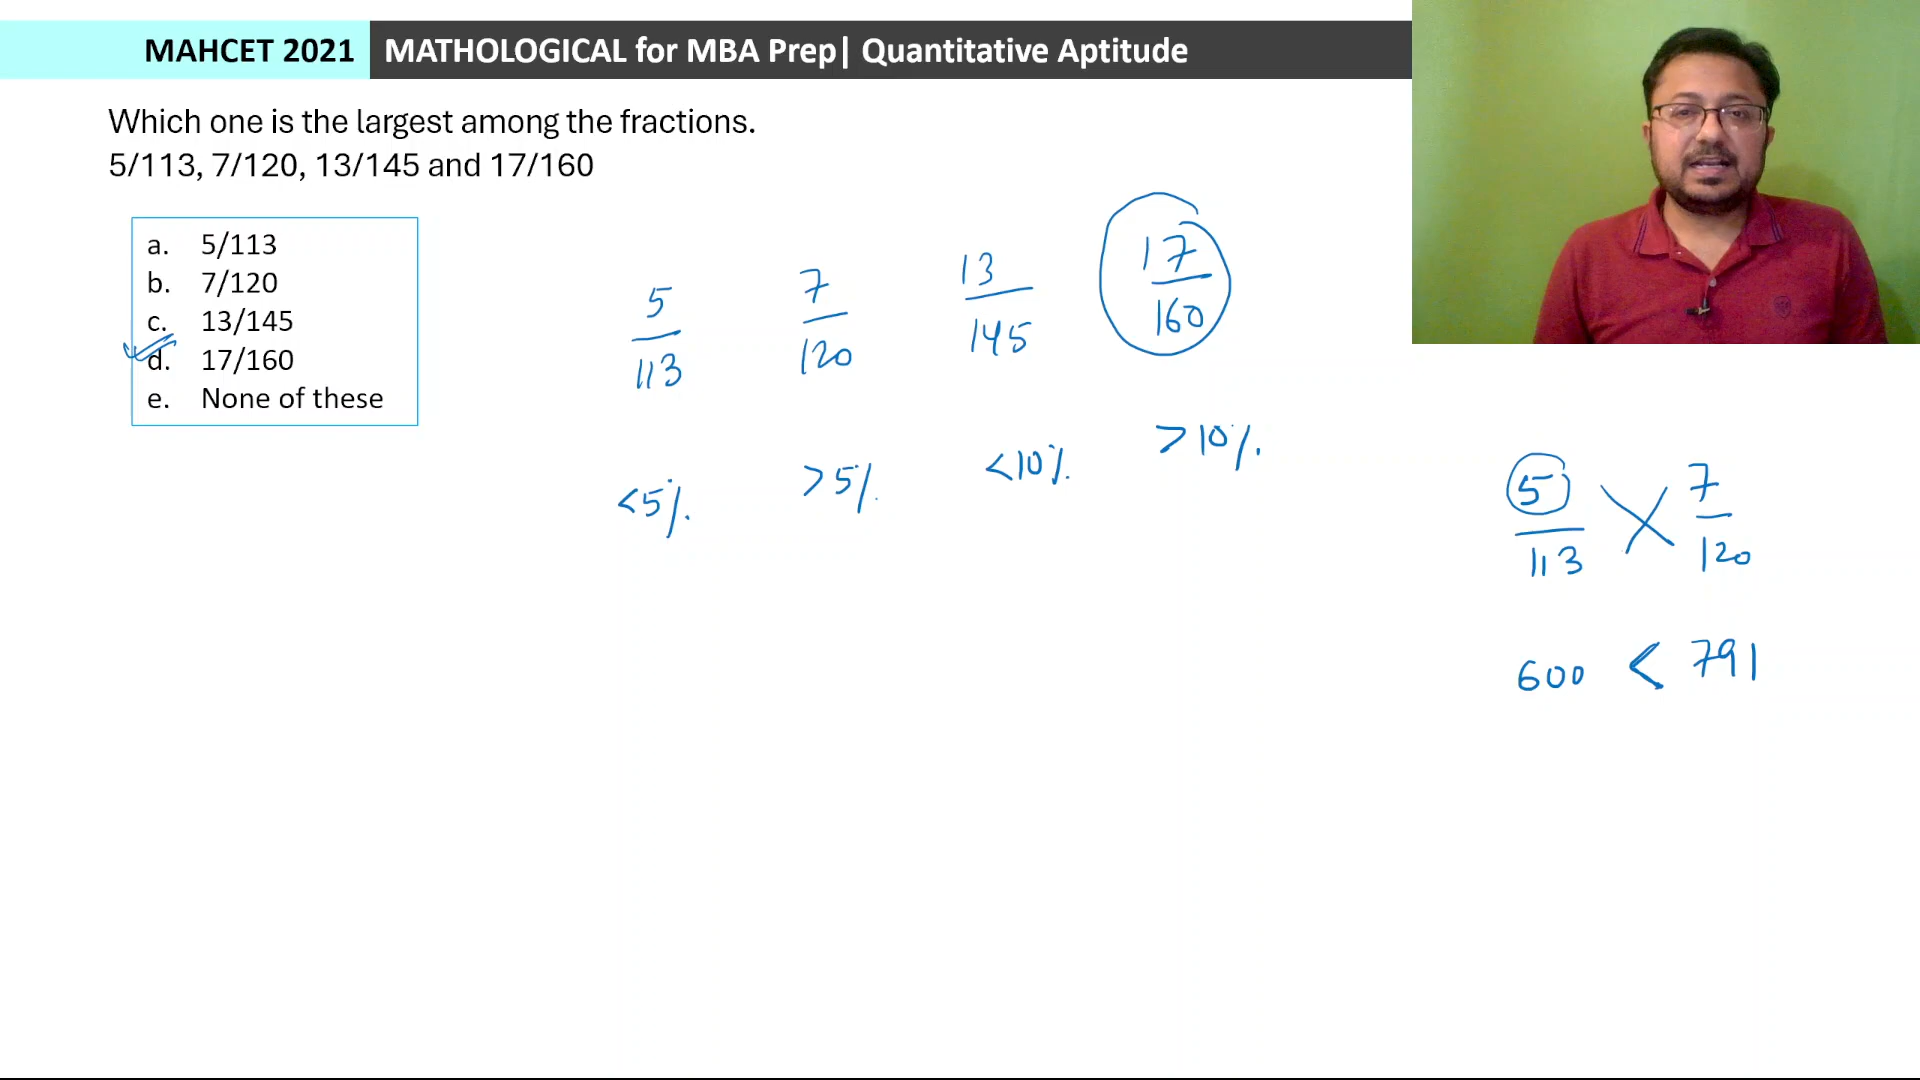 MAHCET 2021 MATHOLOGICAL for MBA Prep| Quantitative Aptitude
Which one is the largest among the fractions.
5/113, 7/120, 13/145 and 17/160
a. 5/113
b. 7/120
c. 13/145
d. 17/160
e. None of these
5/113 7/120 13/145 17/160
<5% >5% <10% >10%
5/113 X 7/120
600 < 791